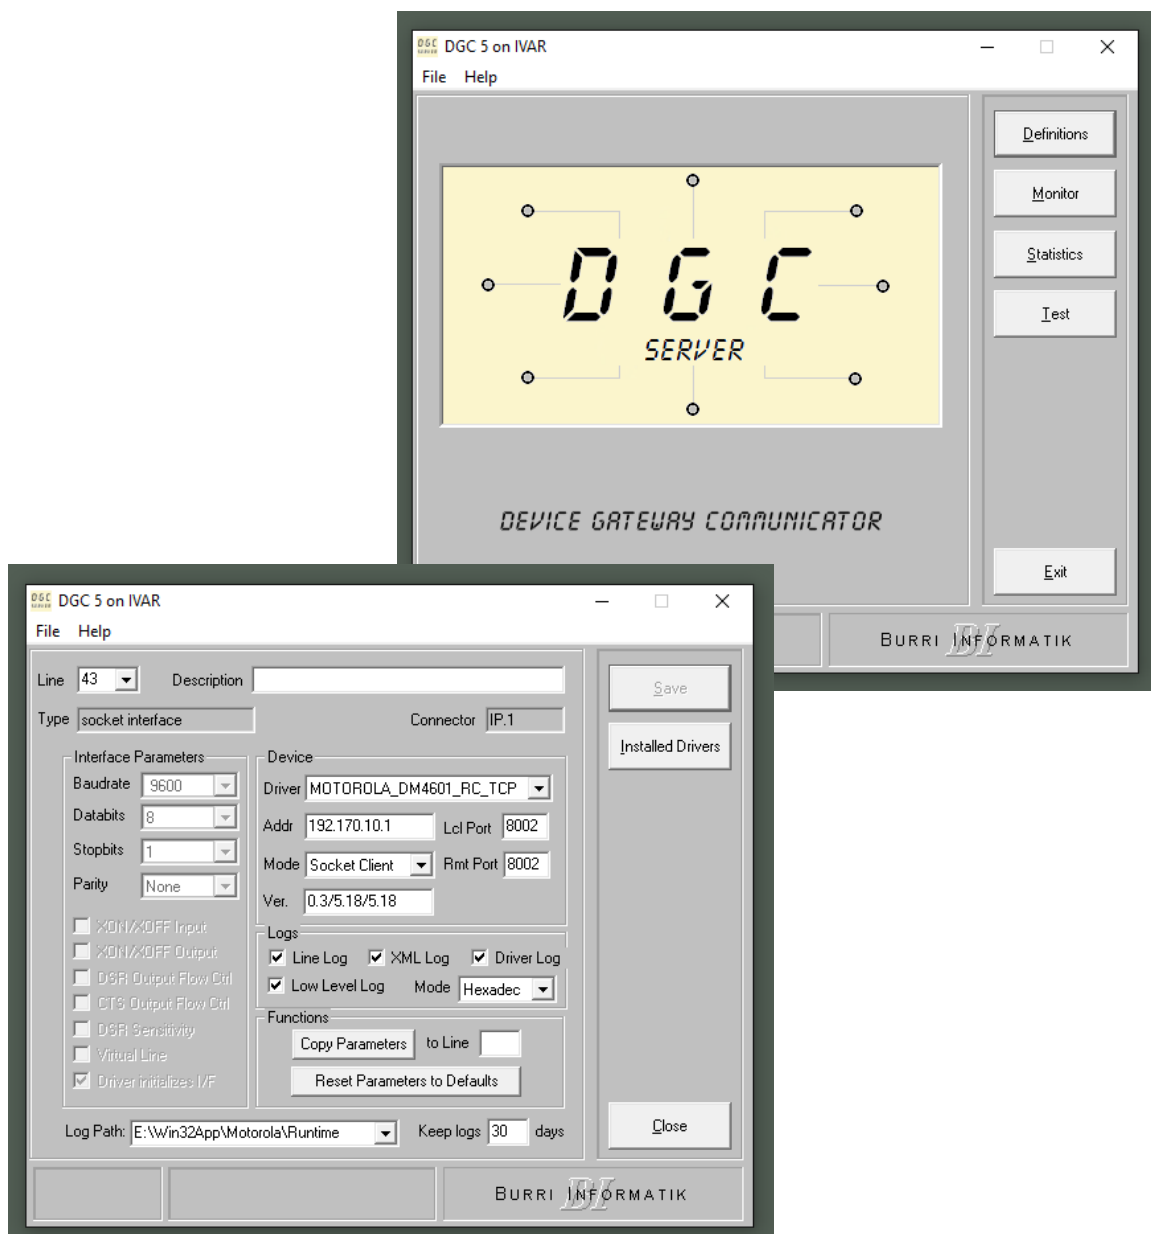 DGC SERVER DGC 5 on IVAR
File Help
Definitions
Monitor
Statistics
Test
DGC
SERVER
DEVICE GATEWAY COMMUNICATOR
Exit
BURRI INFORMATIK
BI
DGC SERVER DGC 5 on IVAR
File Help
Line 43 Description
Type socket interface Connector IP.1
Save
Installed Drivers
Interface Parameters
Baudrate 9600
Databits 8
Stopbits 1
Parity None
XON/XOFF Input
XON/XOFF Output
DSR Output Flow Ctrl
CTS Output Flow Ctrl
DSR Sensitivity
Virtual Line
Driver initializes I/F
Device
Driver MOTOROLA_DM4601_RC_TCP
Addr 192.170.10.1 Lcl Port 8002
Mode Socket Client Rmt Port 8002
Ver. 0.3/5.18/5.18
Logs
Line Log XML Log Driver Log
Low Level Log Mode Hexadec
Functions
Copy Parameters to Line
Reset Parameters to Defaults
Log Path: E:\Win32App\Motorola\Runtime Keep logs 30 days
Close
BURRI INFORMATIK
BI